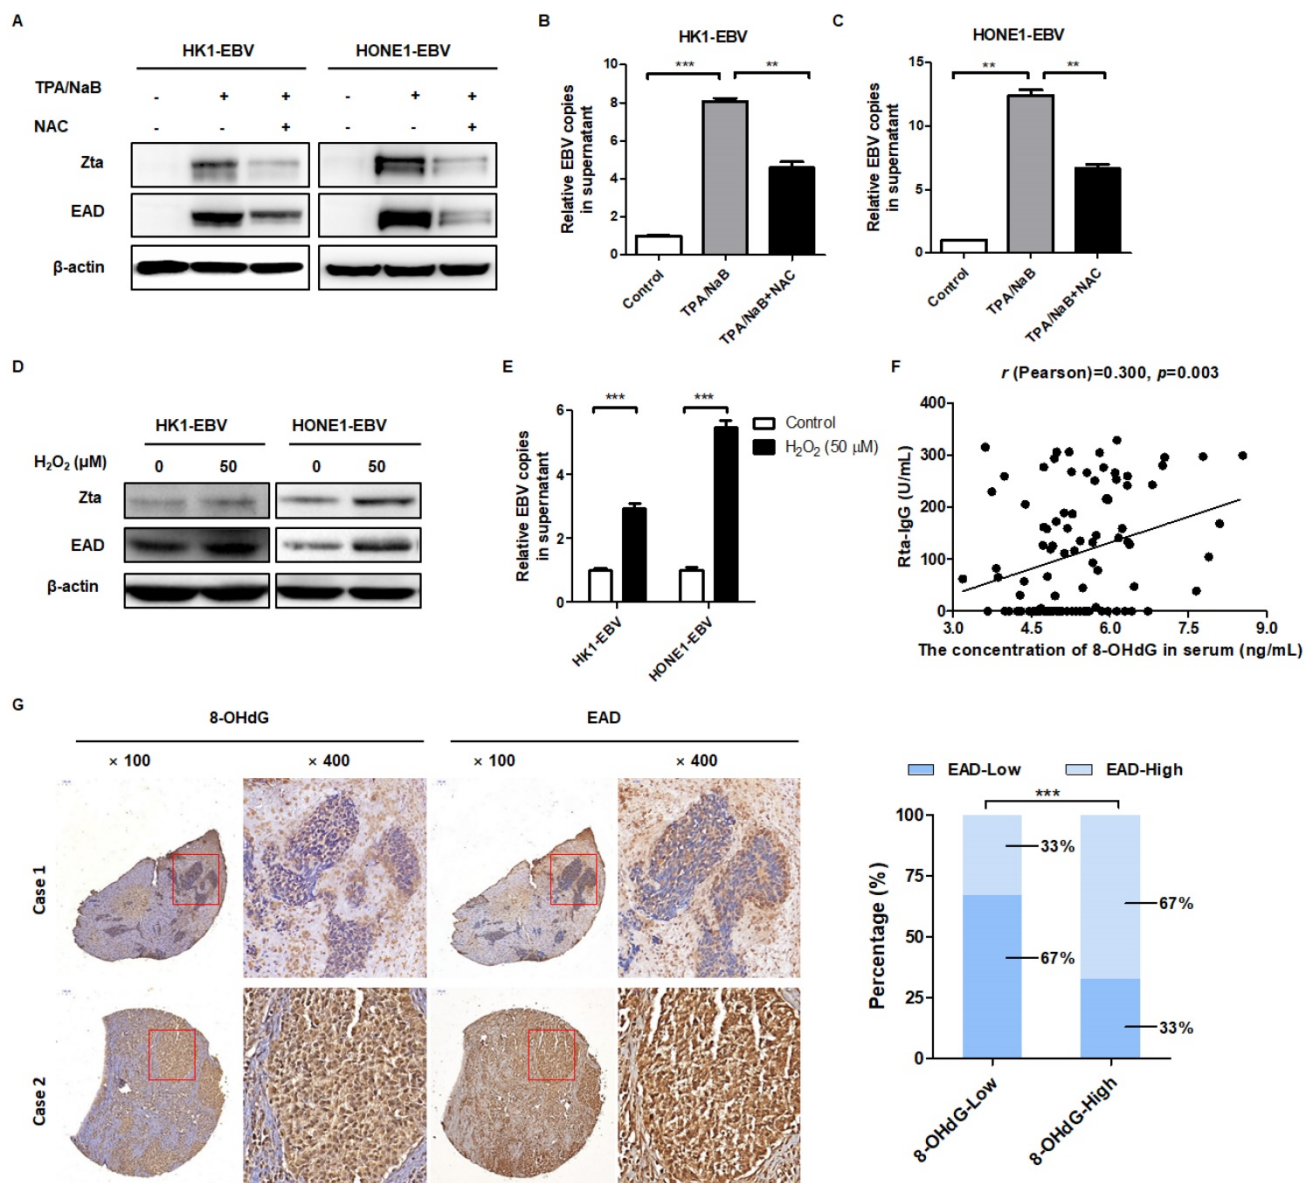 A
HK1-EBV HONE1-EBV
TPA/NaB - + + - + +
NAC - - + - - +
Zta
EAD
β-actin
B
HK1-EBV
*** **
Relative EBV copies
in supernatant
10
8
6
4
2
0
Control TPA/NaB TPA/NaB+NAC
C
HONE1-EBV
** **
Relative EBV copies
in supernatant
15
10
5
0
Control TPA/NaB TPA/NaB+NAC
D
HK1-EBV HONE1-EBV
H₂O₂ (μM) 0 50 0 50
Zta
EAD
β-actin
E
*** ***
Control
H₂O₂ (50 μM)
Relative EBV copies
in supernatant
6
4
2
0
HK1-EBV HONE1-EBV
F
r (Pearson)=0.300, p=0.003
Rta-IgG (U/mL)
400
300
200
100
0
3.0 4.5 6.0 7.5 9.0
The concentration of 8-OHdG in serum (ng/mL)
G
8-OHdG EAD
× 100 × 400 × 100 × 400
Case 1
Case 2
EAD-Low EAD-High
***
Percentage (%)
100
75
50
25
0
33%
67%
67%
33%
8-OHdG-Low 8-OHdG-High